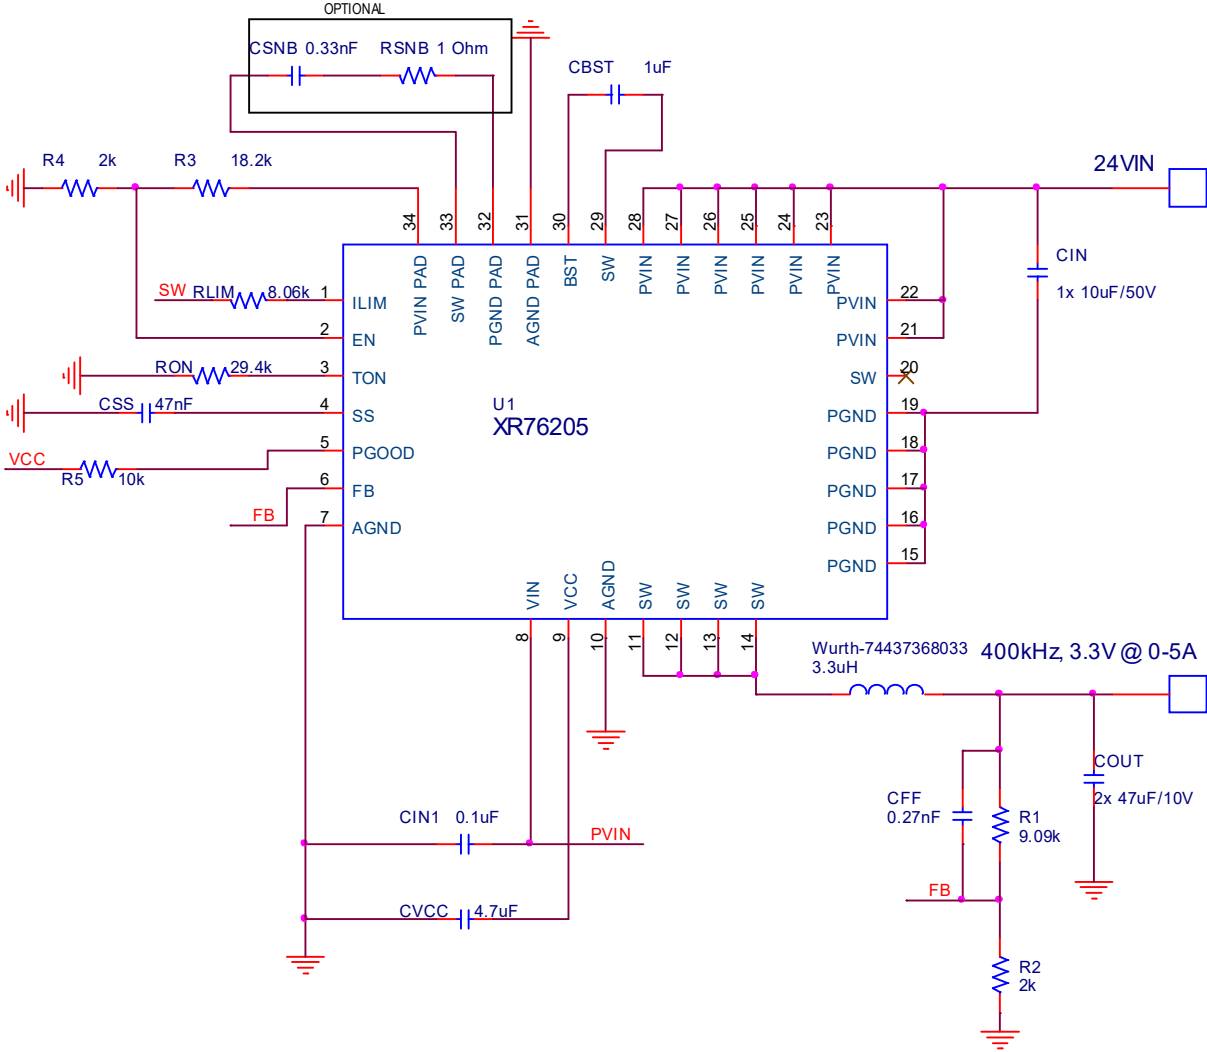 OPTIONAL
CSNB 0.33nF RSNB 1 Ohm
CBST 1uF
R4 2k R3 18.2k
24VIN
34 33 32 31 30 29 28 27 26 25 24 23
PVIN PAD SW PAD PGND PAD AGND PAD BST SW PVIN PVIN PVIN PVIN PVIN PVIN
CIN
1x 10uF/50V
SW RLIM 8.06k 1 ILIM
PVIN 22
2 EN
PVIN 21
RON 29.4k 3 TON
SW 20
CSS 47nF 4 SS
PGND 19
U1
XR76205
VCC R5 10k 5 PGOOD
PGND 18
FB 6 FB
PGND 17
7 AGND
PGND 16
PGND 15
VIN VCC AGND SW SW SW SW
8 9 10 11 12 13 14
Wurth-74437368033
3.3uH
400kHz, 3.3V @ 0-5A
COUT
2x 47uF/10V
CFF
0.27nF
R1
9.09k
CIN1 0.1uF PVIN
FB
CVCC 4.7uF
R2
2k